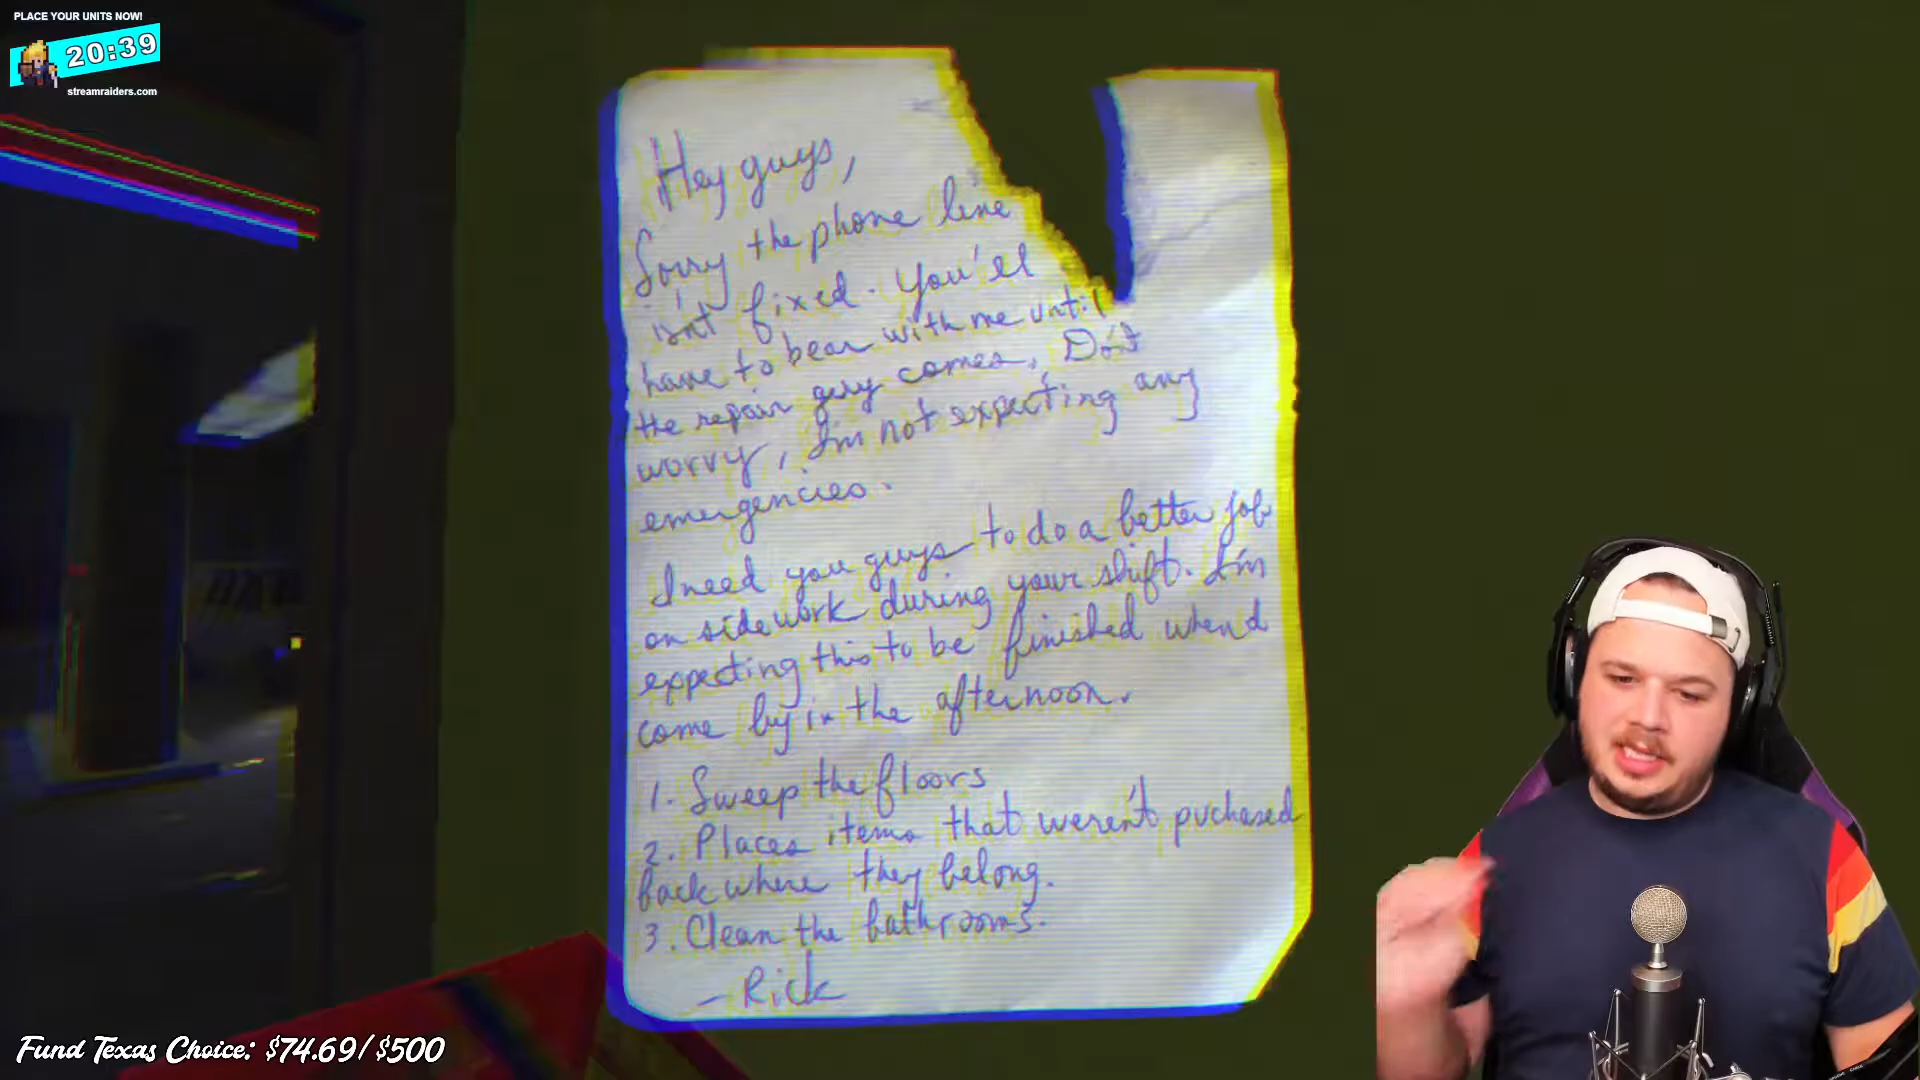 PLACE YOUR UNITS NOW!
20:39
streamraiders.com
Hey guys,
Sorry the phone line
isn't fixed. You'll
have to bear with me until
the repair guy comes. Don't
worry, I'm not expecting any
emergencies.
I need you guys to do a better job
on sidework during your shift. I'm
expecting this to be finished when I
come by in the afternoon.
1. Sweep the floors
2. Places items that weren't puchased
back where they belong.
3. Clean the bathrooms.
- Rick
Fund Texas Choice: $74.69/$500